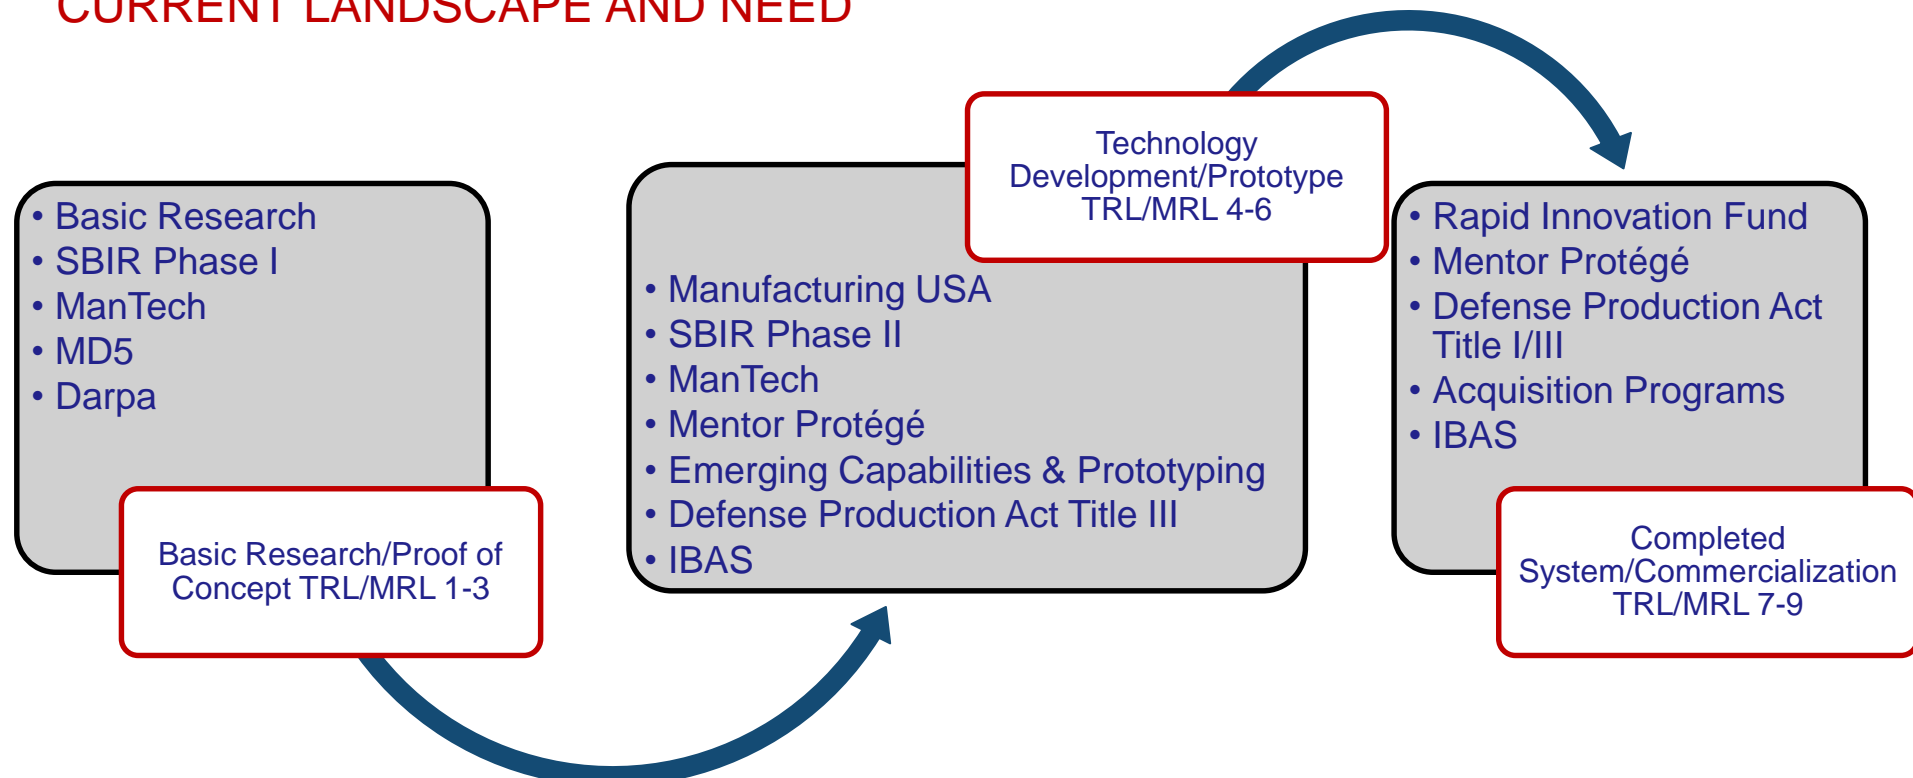 CURRENT LANDSCAPE AND NEED
• Basic Research
• SBIR Phase I
• ManTech
• MD5
• Darpa
Basic Research/Proof of
Concept TRL/MRL 1-3
Technology
Development/Prototype
TRL/MRL 4-6
• Manufacturing USA
• SBIR Phase II
• ManTech
• Mentor Protégé
• Emerging Capabilities & Prototyping
• Defense Production Act Title III
• IBAS
• Rapid Innovation Fund
• Mentor Protégé
• Defense Production Act
Title I/III
• Acquisition Programs
• IBAS
Completed
System/Commercialization
TRL/MRL 7-9